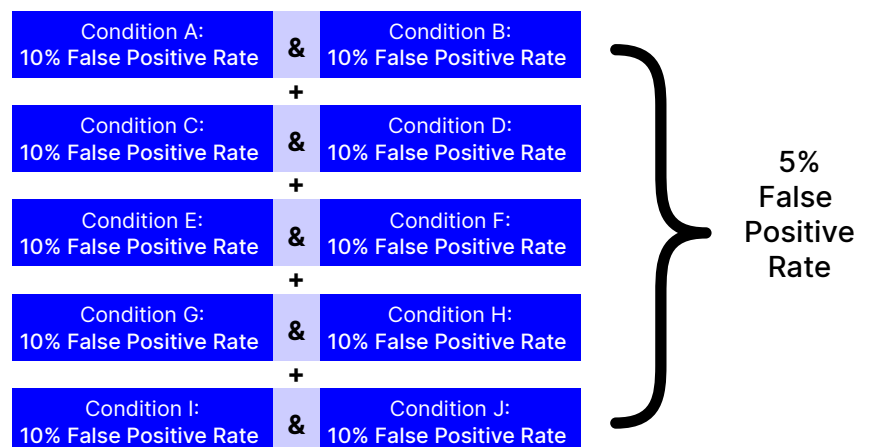 Condition A:
10% False Positive Rate
&
Condition B:
10% False Positive Rate
+
Condition C:
10% False Positive Rate
&
Condition D:
10% False Positive Rate
+
Condition E:
10% False Positive Rate
&
Condition F:
10% False Positive Rate
+
Condition G:
10% False Positive Rate
&
Condition H:
10% False Positive Rate
+
Condition I:
10% False Positive Rate
&
Condition J:
10% False Positive Rate
5%
False
Positive
Rate